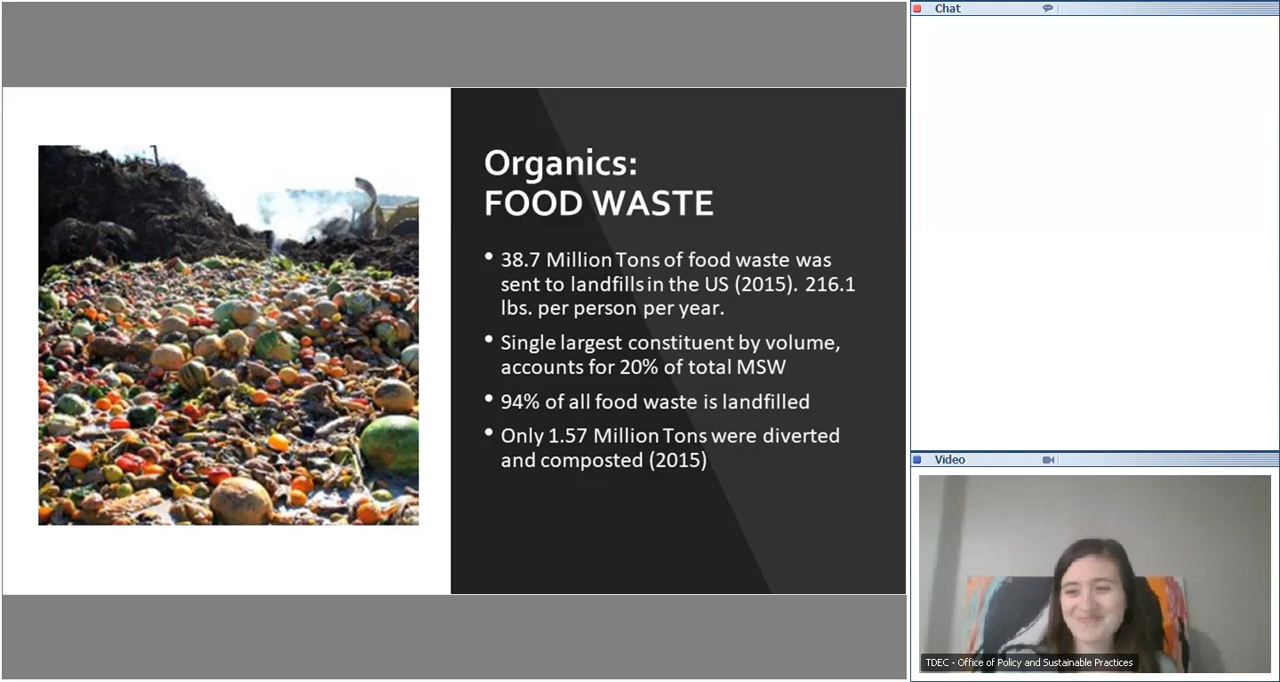 Organics:
FOOD WASTE
• 38.7 Million Tons of food waste was
sent to landfills in the US (2015). 216.1
lbs. per person per year.
• Single largest constituent by volume,
accounts for 20% of total MSW
• 94% of all food waste is landfilled
• Only 1.57 Million Tons were diverted
and composted (2015)
Chat
Video
TDEC - Office of Policy and Sustainable Practices